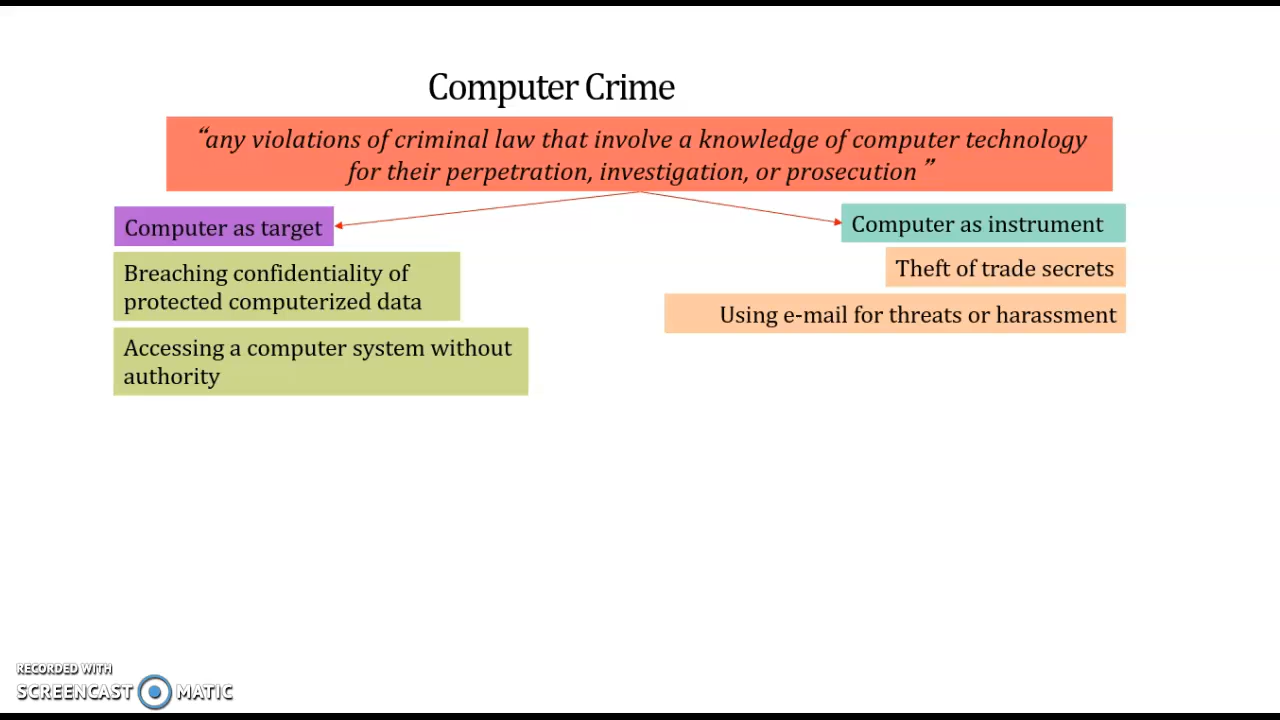 Computer Crime
“any violations of criminal law that involve a knowledge of computer technology
for their perpetration, investigation, or prosecution”
Computer as target
Computer as instrument
Breaching confidentiality of
protected computerized data
Theft of trade secrets
Using e-mail for threats or harassment
Accessing a computer system without
authority
RECORDED WITH
SCREENCAST MATIC